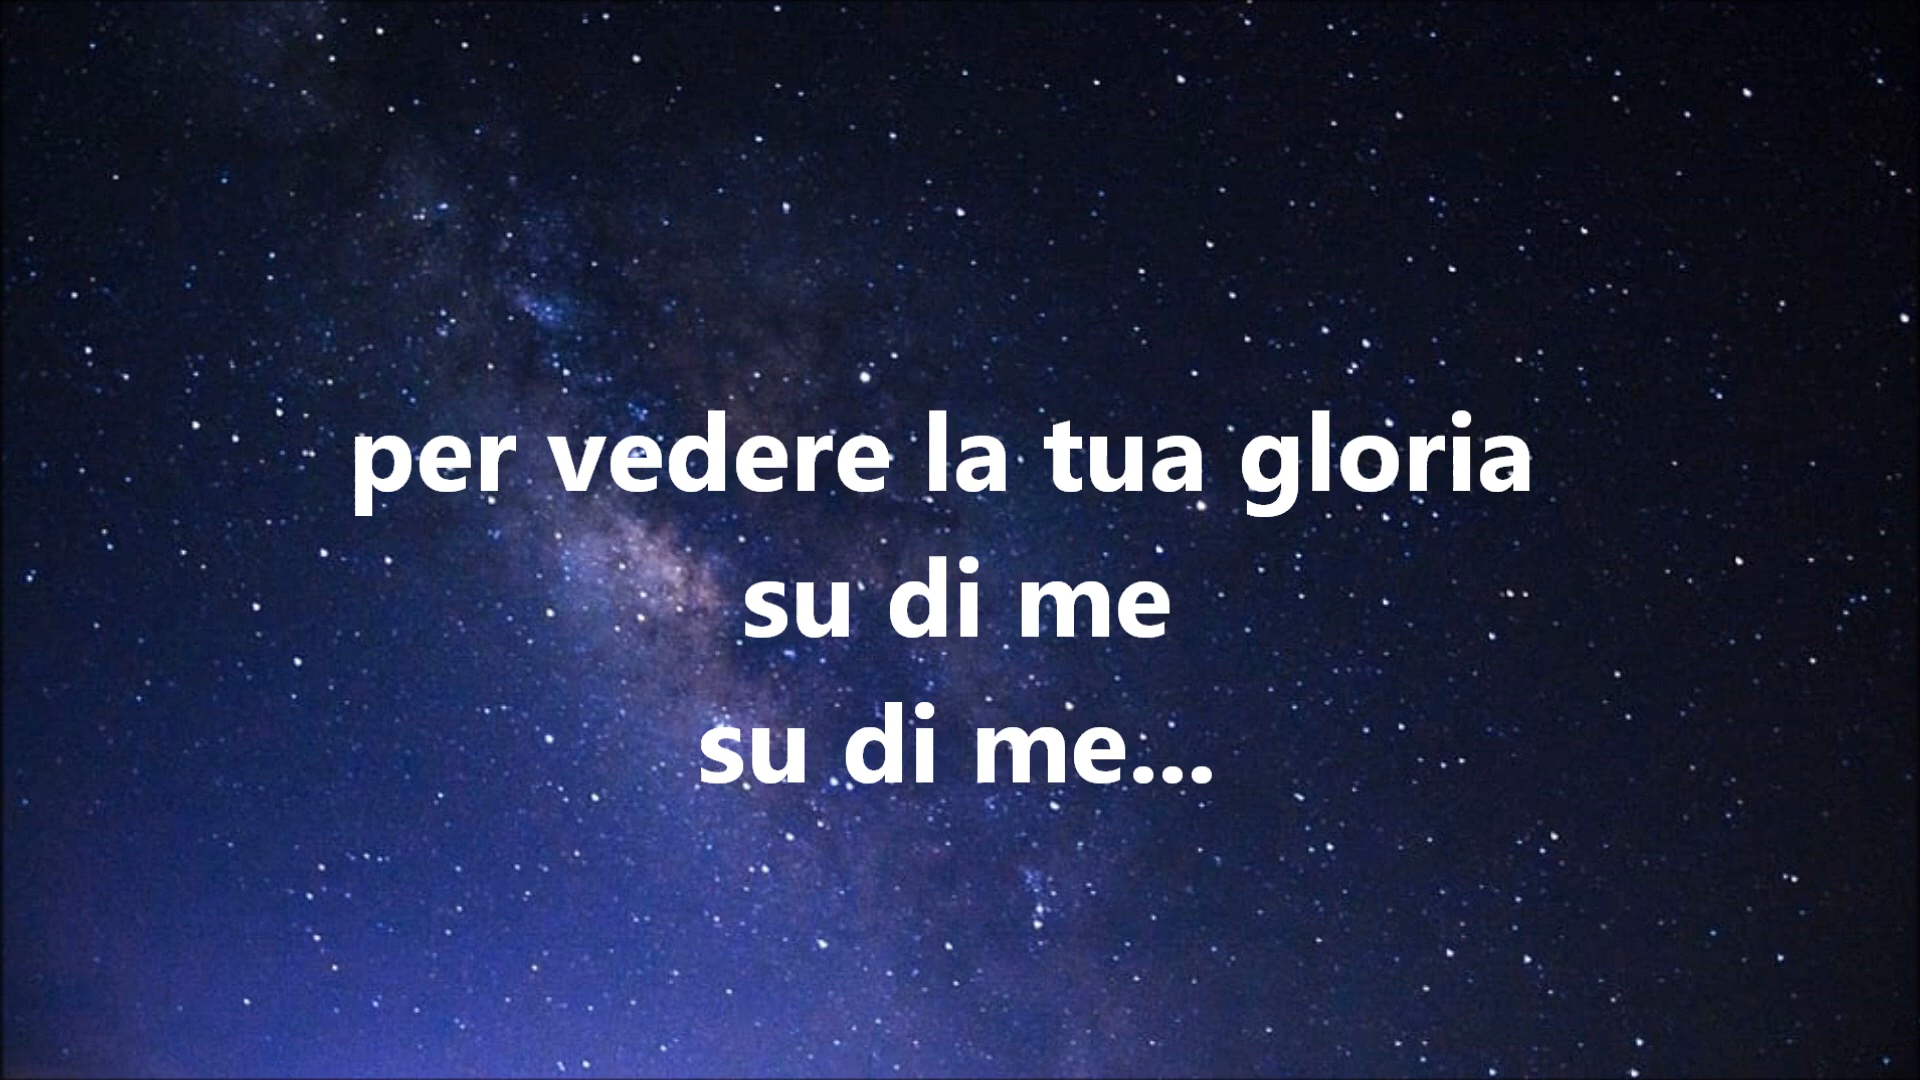 per vedere la tua gloria
su di me
su di me...